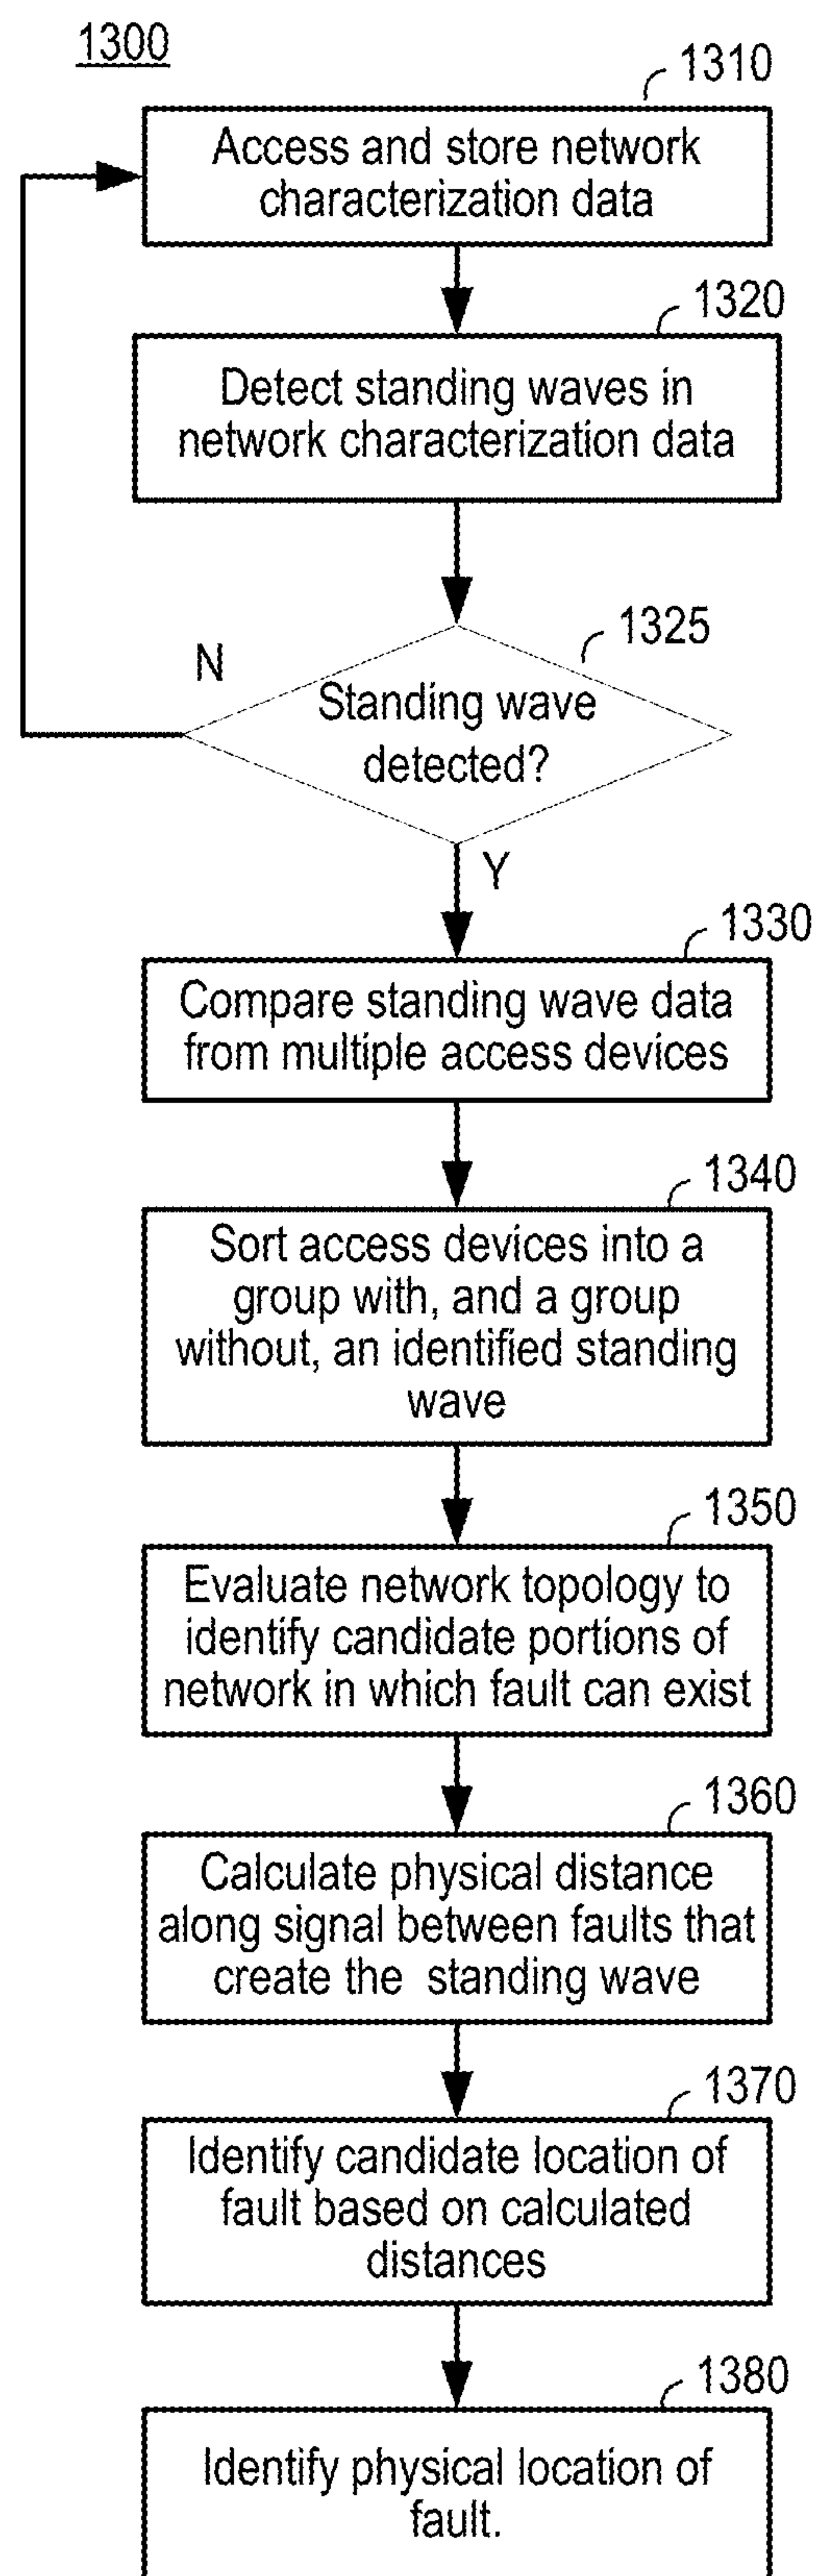 1300
1310
Access and store network
characterization data
1320
Detect standing waves in
network characterization data
1325
N
Standing wave
detected?
Y
1330
Compare standing wave data
from multiple access devices
1340
Sort access devices into a
group with, and a group
without, an identified standing
wave
1350
Evaluate network topology to
identify candidate portions of
network in which fault can exist
1360
Calculate physical distance
along signal between faults that
create the standing wave
1370
Identify candidate location of
fault based on calculated
distances
1380
Identify physical location of
fault.